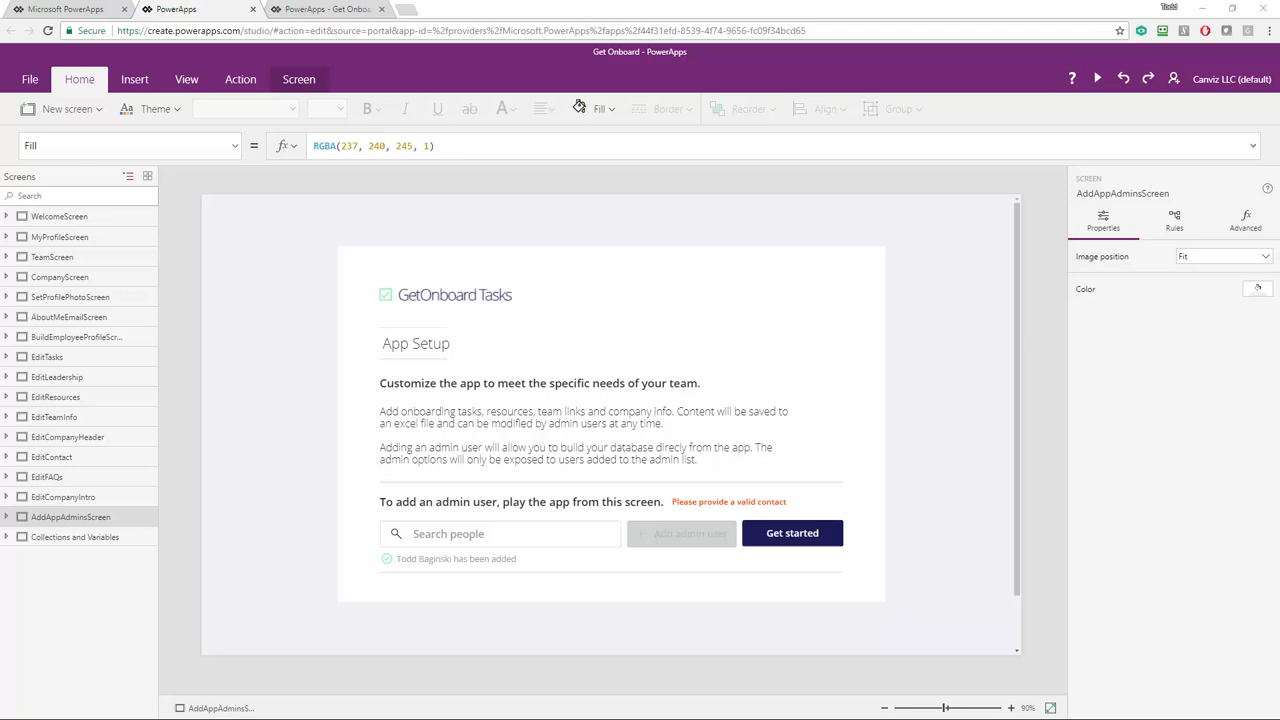 Microsoft PowerApps
PowerApps
PowerApps - Get Onboa
Todd
Secure
https://create.powerapps.com/studio/#action=edit&source=portal&app-id=%2fproviders%2fMicrosoft.PowerApps%2fapps%2f44f31efd-8539-4f74-9656-fc09f34bcd65
Get Onboard - PowerApps
File
Home
Insert
View
Action
Screen
?
Canviz LLC (default)
New screen
Aa Theme
B
I
U
ab
A
Fill
Border
Reorder
Align
Group
Fill
= fx RGBA(237, 240, 245, 1)
Screens
Search
WelcomeScreen
MyProfileScreen
TeamScreen
CompanyScreen
SetProfilePhotoScreen
AboutMeEmailScreen
BuildEmployeeProfileScr...
EditTasks
EditLeadership
EditResources
EditTeamInfo
EditCompanyHeader
EditContact
EditFAQs
EditCompanyIntro
AddAppAdminsScreen
Collections and Variables
GetOnboard Tasks
App Setup
Customize the app to meet the specific needs of your team.
Add onboarding tasks, resources, team links and company info. Content will be saved to
an excel file and can be modified by admin users at any time.
Adding an admin user will allow you to build your database direcly from the app. The
admin options will only be exposed to users added to the admin list.
To add an admin user, play the app from this screen. Please provide a valid contact
Search people
Add admin user
Get started
Todd Baginski has been added
SCREEN
AddAppAdminsScreen
Properties
Rules
Advanced
Image position
Fit
Color
AddAppAdminsS...
90%